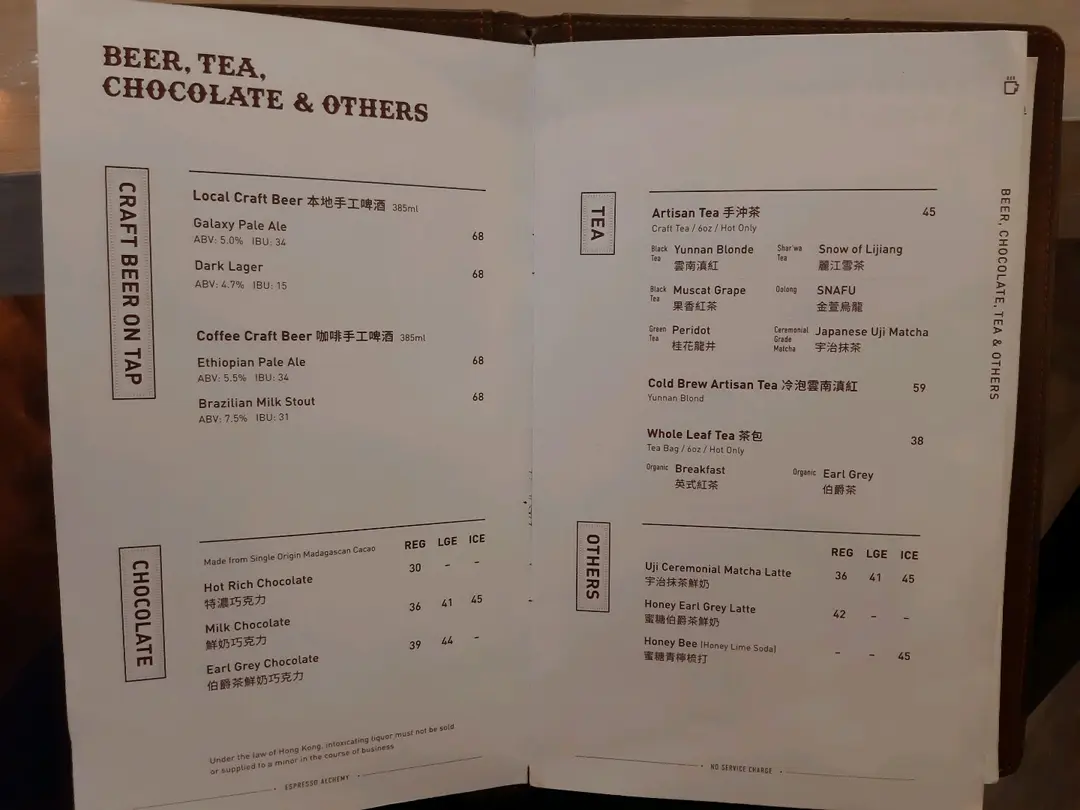 BEER, TEA,
CHOCOLATE & OTHERS
CRAFT BEER ON TAP
Local Craft Beer 本地手工啤酒 385ml
Galaxy Pale Ale
ABV: 5.0% IBU: 34
68
Dark Lager
ABV: 4.7% IBU: 15
68
Coffee Craft Beer 咖啡手工啤酒 385ml
Ethiopian Pale Ale 68
ABV: 5.5% IBU: 34
Brazilian Milk Stout 68
ABV: 7.5% IBU: 31
CHOCOLATE
Made from Single Origin Madagascan Cacao REG LGE ICE
Hot Rich Chocolate 30 – –
特濃巧克力
Milk Chocolate 36 41 45
鮮奶巧克力
Earl Grey Chocolate 39 44 –
伯爵茶鮮奶巧克力
Under the law of Hong Kong, intoxicating liquor must not be sold
or supplied to a minor in the course of business
ESPRESSO ALCHEMY
TEA
Artisan Tea 手沖茶 45
Craft Tea / 6oz / Hot Only
Black Tea Yunnan Blonde
雲南滇紅
Shar'wa Tea Snow of Lijiang
麗江雪茶
Black Tea Muscat Grape
果香紅茶
Oolong SNAFU
金萱烏龍
Green Tea Peridot
桂花龍井
Ceremonial Grade Matcha Japanese Uji Matcha
宇治抹茶
Cold Brew Artisan Tea 冷泡雲南滇紅 59
Yunnan Blond
Whole Leaf Tea 茶包 38
Tea Bag / 6oz / Hot Only
Organic Breakfast
英式紅茶
Organic Earl Grey
伯爵茶
OTHERS
REG LGE ICE
Uji Ceremonial Matcha Latte 36 41 45
宇治抹茶鮮奶
Honey Earl Grey Latte 42 – –
蜜糖伯爵茶鮮奶
Honey Bee (Honey Lime Soda) – – 45
蜜糖青檸梳打
NO SERVICE CHARGE
BEER, CHOCOLATE, TEA & OTHERS